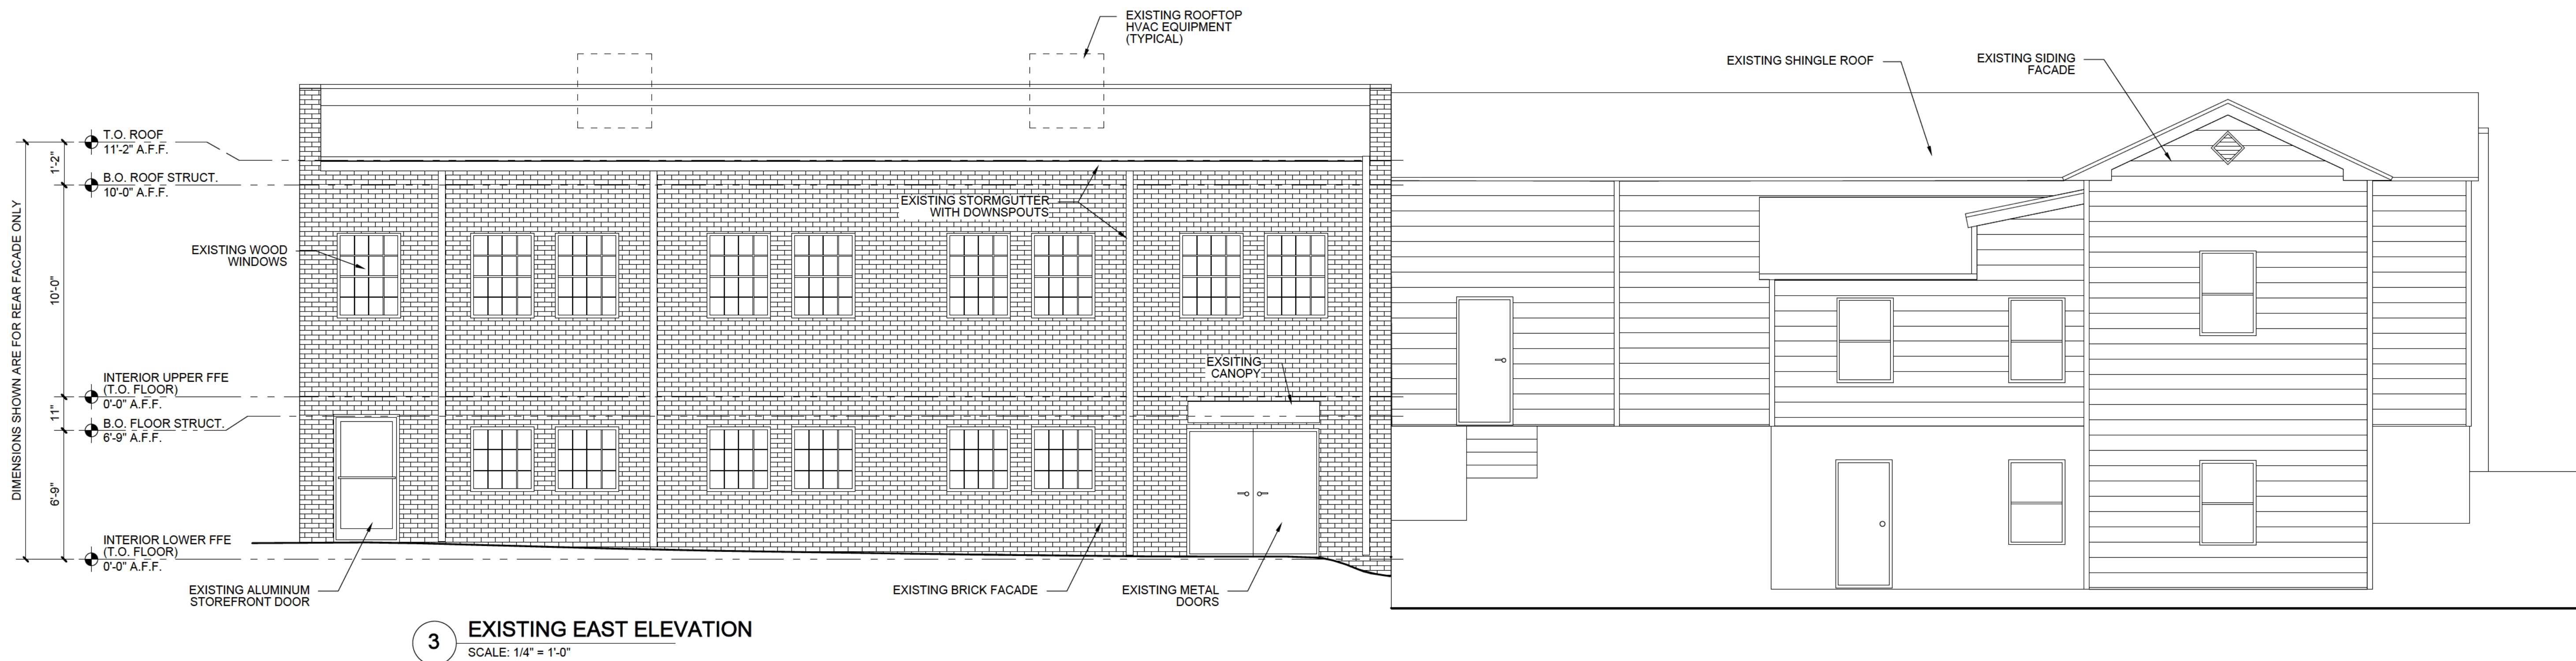 EXISTING ROOFTOP
HVAC EQUIPMENT
(TYPICAL)
EXISTING SHINGLE ROOF
EXISTING SIDING
FACADE
T.O. ROOF
11'-2" A.F.F.
1'-2"
B.O. ROOF STRUCT.
10'-0" A.F.F.
EXISTING STORMGUTTER
WITH DOWNSPOUTS
EXISTING WOOD
WINDOWS
DIMENSIONS SHOWN ARE FOR REAR FACADE ONLY
10'-0"
EXSITING
CANOPY
INTERIOR UPPER FFE
(T.O. FLOOR)
0'-0" A.F.F.
11"
B.O. FLOOR STRUCT.
6'-9" A.F.F.
6'-9"
INTERIOR LOWER FFE
(T.O. FLOOR)
0'-0" A.F.F.
EXISTING ALUMINUM
STOREFRONT DOOR
EXISTING BRICK FACADE
EXISTING METAL
DOORS
3 EXISTING EAST ELEVATION
SCALE: 1/4" = 1'-0"